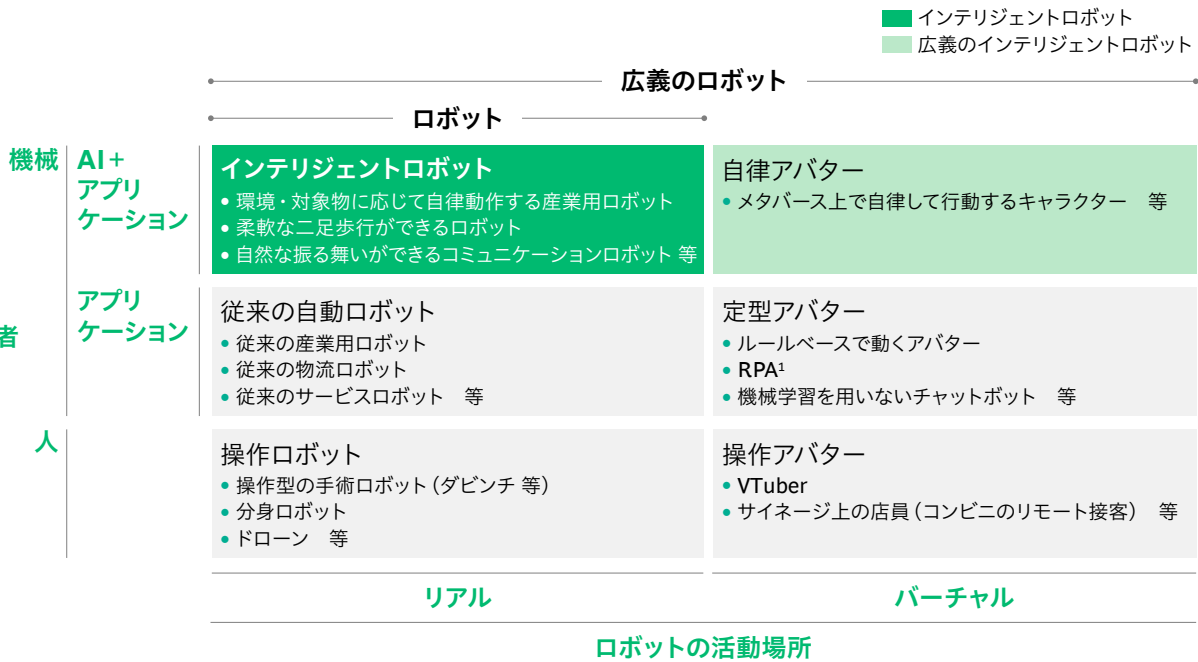 インテリジェントロボット
広義のインテリジェントロボット
広義のロボット
ロボット
機械
AI+
アプリ
ケーション
インテリジェントロボット
• 環境・対象物に応じて自律動作する産業用ロボット
• 柔軟な二足歩行ができるロボット
• 自然な振る舞いができるコミュニケーションロボット 等
自律アバター
• メタバース上で自律して行動するキャラクター 等
者
アプリ
ケーション
従来の自動ロボット
• 従来の産業用ロボット
• 従来の物流ロボット
• 従来のサービスロボット 等
定型アバター
• ルールベースで動くアバター
• RPA¹
• 機械学習を用いないチャットボット 等
人
操作ロボット
• 操作型の手術ロボット(ダビンチ 等)
• 分身ロボット
• ドローン 等
操作アバター
• VTuber
• サイネージ上の店員(コンビニのリモート接客) 等
リアル
バーチャル
ロボットの活動場所